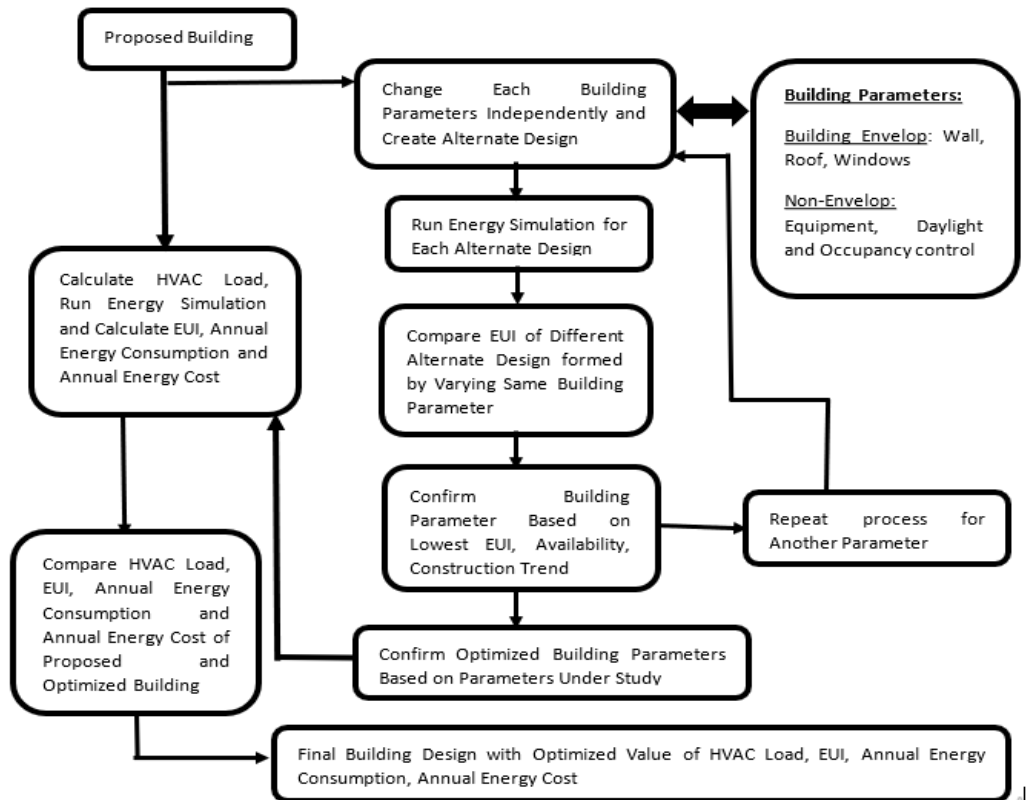 Proposed Building
Change Each Building
Parameters Independently and
Create Alternate Design
Building Parameters:
Building Envelop: Wall,
Roof, Windows
Non-Envelop:
Equipment, Daylight
and Occupancy control
Run Energy Simulation for
Each Alternate Design
Calculate HVAC Load,
Run Energy Simulation
and Calculate EUI, Annual
Energy Consumption and
Annual Energy Cost
Compare EUI of Different
Alternate Design formed
by Varying Same Building
Parameter
Confirm Building
Parameter Based on
Lowest EUI, Availability,
Construction Trend
Repeat process for
Another Parameter
Compare HVAC Load,
EUI, Annual Energy
Consumption and
Annual Energy Cost of
Proposed and
Optimized Building
Confirm Optimized Building Parameters
Based on Parameters Under Study
Final Building Design with Optimized Value of HVAC Load, EUI, Annual Energy
Consumption, Annual Energy Cost